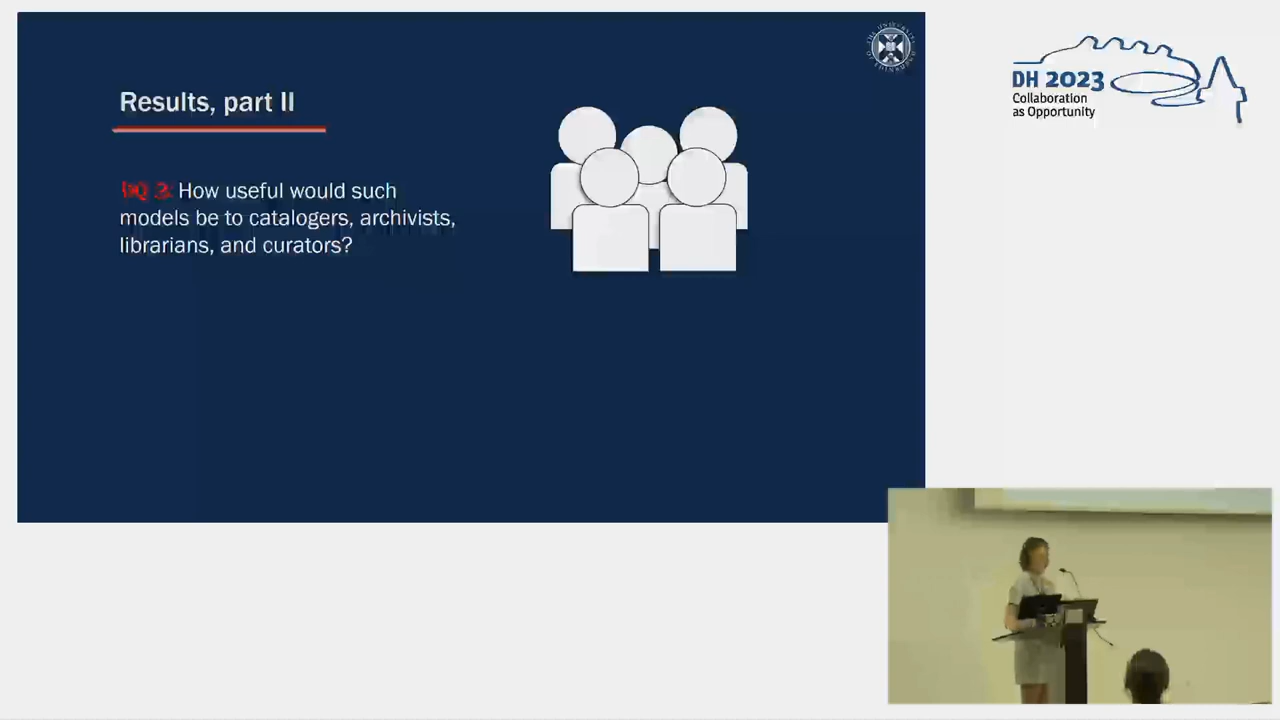 Results, part II
How useful would such
models be to catalogers, archivists,
librarians, and curators?
DH 2023
Collaboration
as Opportunity